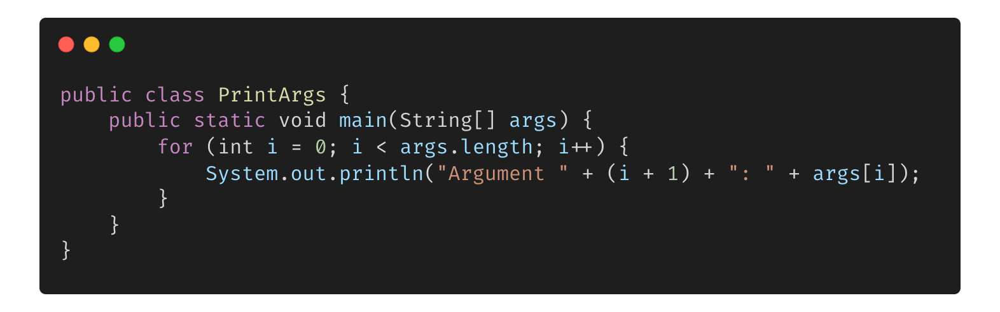 public class PrintArgs {
    public static void main(String[] args) {
        for (int i = 0; i < args.length; i++) {
            System.out.println("Argument " + (i + 1) + ": " + args[i]);
        }
    }
}